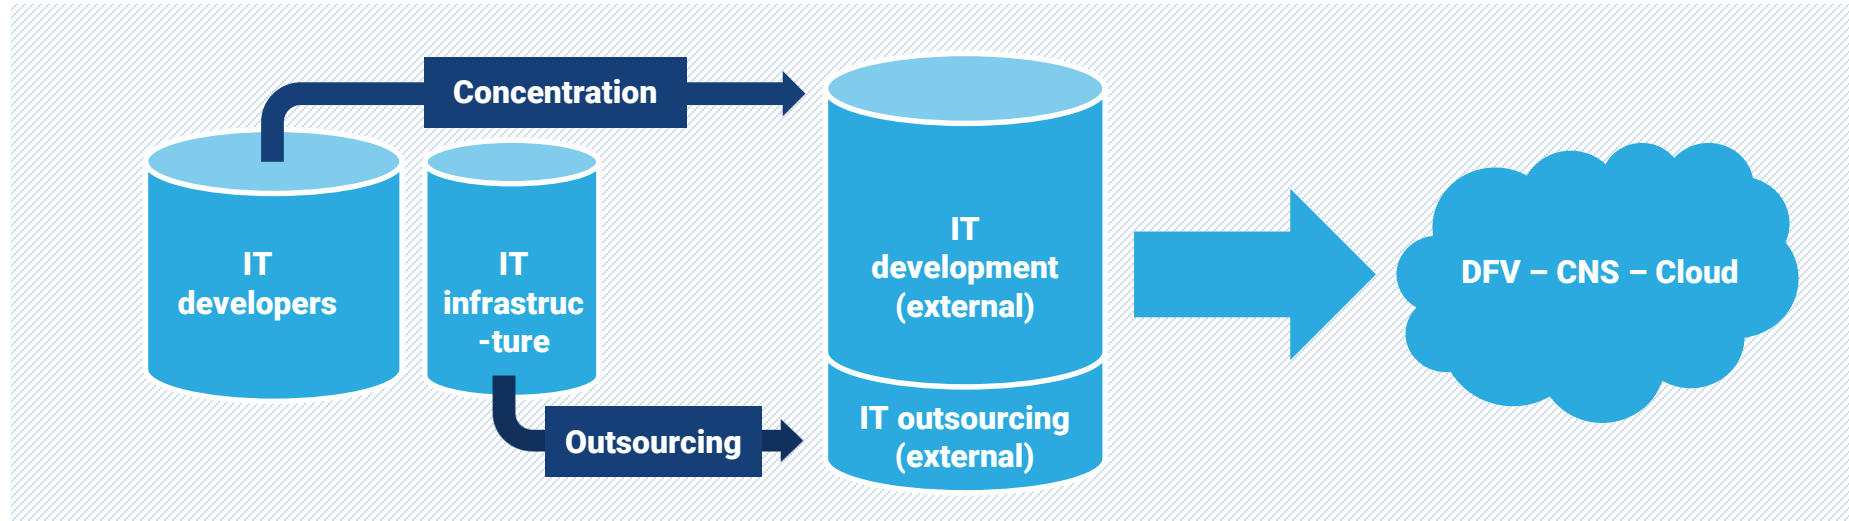 Concentration
IT
developers
IT
infrastruc
-ture
Outsourcing
IT
development
(external)
IT outsourcing
(external)
DFV – CNS – Cloud